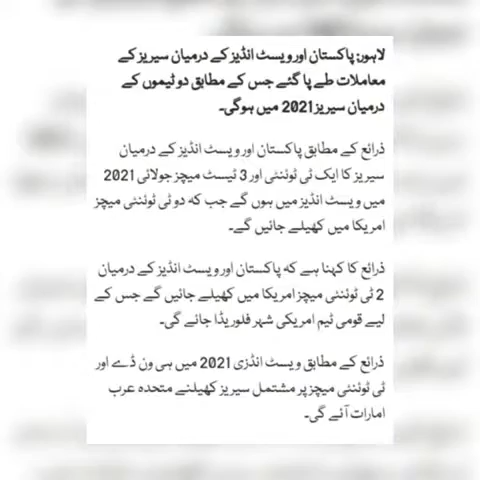 لاہور: پاکستان اور ویسٹ انڈیز کے درمیان سیریز کے
معاملات طے پا گئے جس کے مطابق دو ٹیموں کے
درمیان سیریز 2021 میں ہوگی۔
ذرائع کے مطابق پاکستان اور ویسٹ انڈیز کے درمیان
سیریز کا ایک ٹی ٹوئنٹی اور 3 ٹیسٹ میچز جولائی 2021
میں ویسٹ انڈیز میں ہوں گے جب کہ دو ٹی ٹوئنٹی میچز
امریکا میں کھیلے جائیں گے۔
ذرائع کا کہنا ہے کہ پاکستان اور ویسٹ انڈیز کے درمیان
2 ٹی ٹوئنٹی میچز امریکا میں کھیلے جائیں گے جس کے
لیے قومی ٹیم امریکی شہر فلوریڈا جائے گی۔
ذرائع کے مطابق ویسٹ انڈزی 2021 میں ہی ون ڈے اور
ٹی ٹوئنٹی میچز پر مشتمل سیریز کھیلنے متحدہ عرب
امارات آئے گی۔